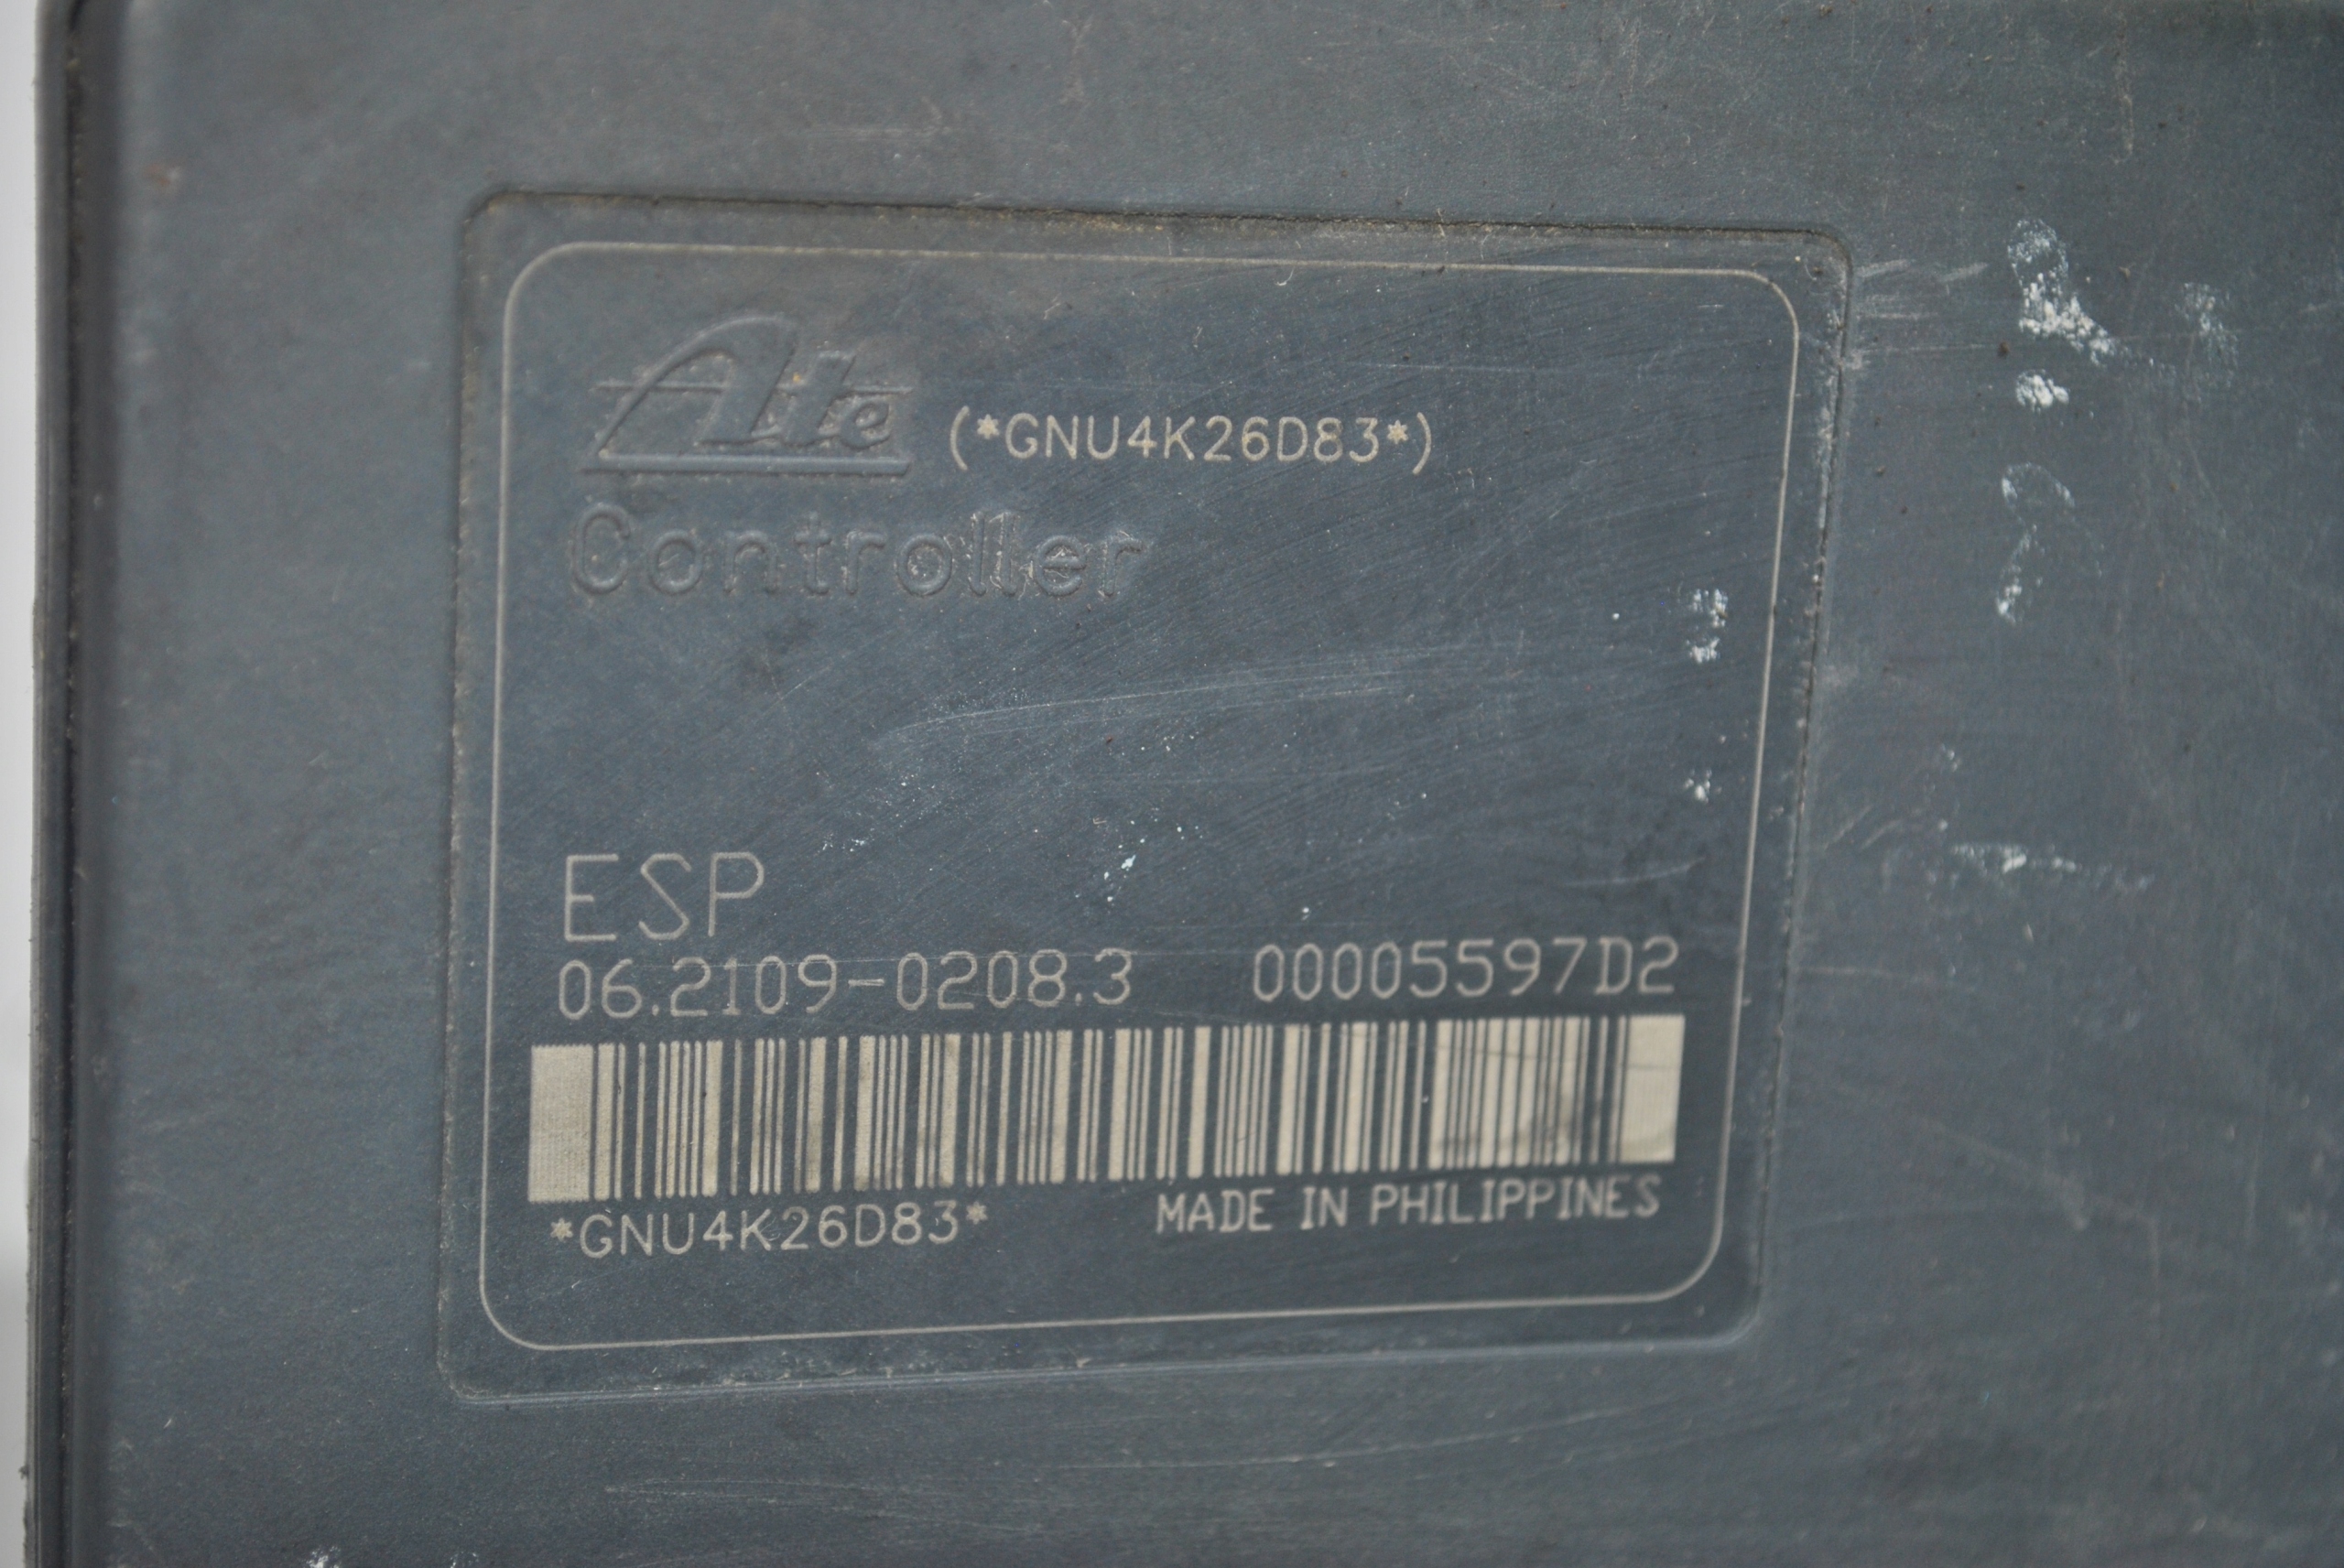 Ate (*GNU4K26D83*)
Controller
ESP
06.2109-0208.3 00005597D2
*GNU4K26D83* MADE IN PHILIPPINES